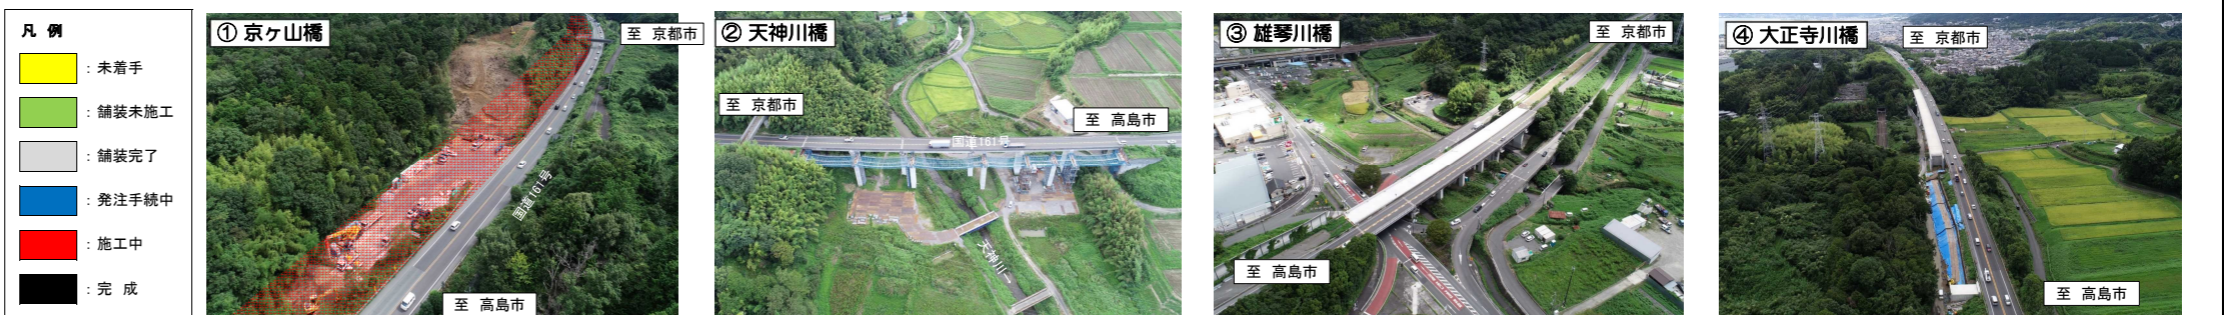 凡 例
：未着手
：舗装未施工
：舗装完了
：発注手続中
：施工中
：完 成
① 京ヶ山橋
至 京都市
国道161号
至 高島市
② 天神川橋
至 京都市
至 高島市
国道161号
天神川
③ 雄琴川橋
至 京都市
至 高島市
④ 大正寺川橋
至 京都市
至 高島市